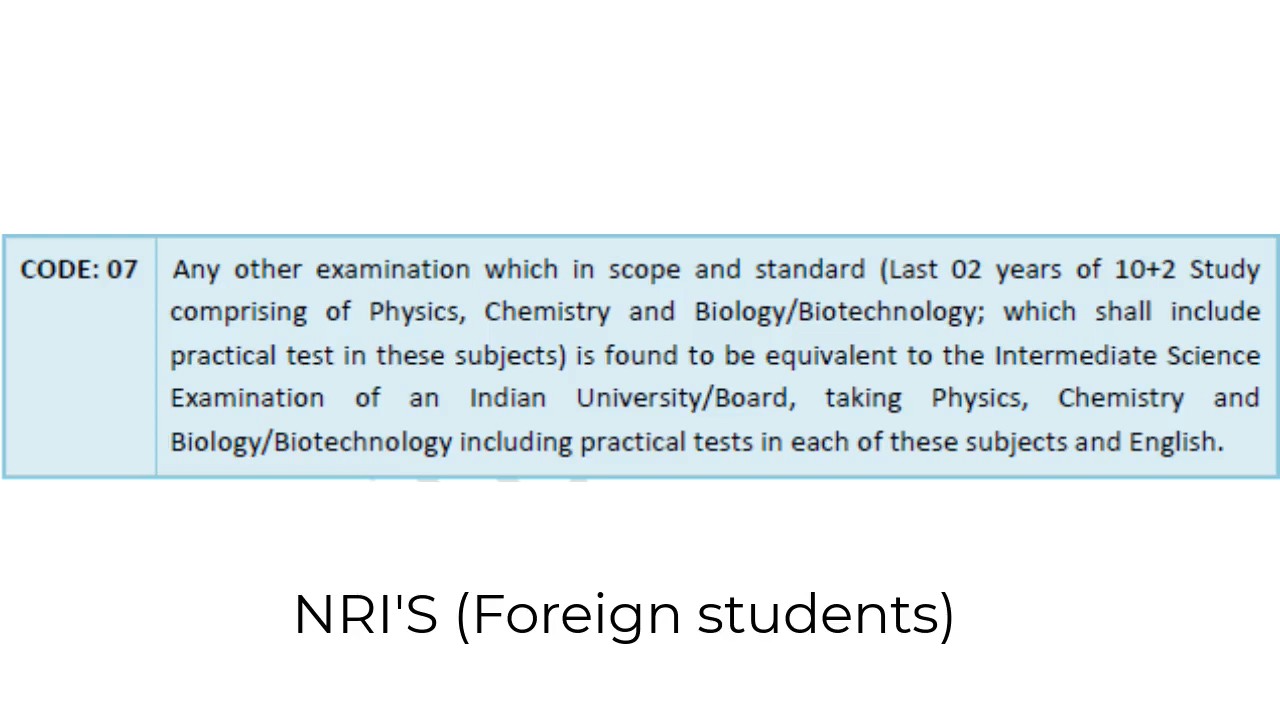 CODE: 07
Any other examination which in scope and standard (Last 02 years of 10+2 Study
comprising of Physics, Chemistry and Biology/Biotechnology; which shall include
practical test in these subjects) is found to be equivalent to the Intermediate Science
Examination of an Indian University/Board, taking Physics, Chemistry and
Biology/Biotechnology including practical tests in each of these subjects and English.
NRI'S (Foreign students)